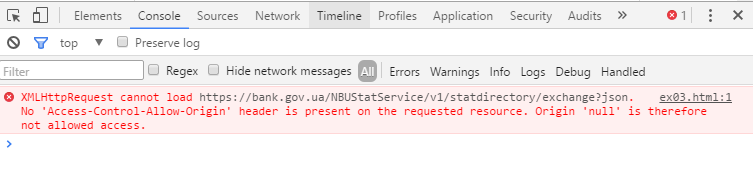 Elements Console Sources Network Timeline Profiles Application Security Audits » 1
top ▼ Preserve log
Filter Regex Hide network messages All Errors Warnings Info Logs Debug Handled
XMLHttpRequest cannot load https://bank.gov.ua/NBUStatService/v1/statdirectory/exchange?json. ex03.html:1
No 'Access-Control-Allow-Origin' header is present on the requested resource. Origin 'null' is therefore
not allowed access.